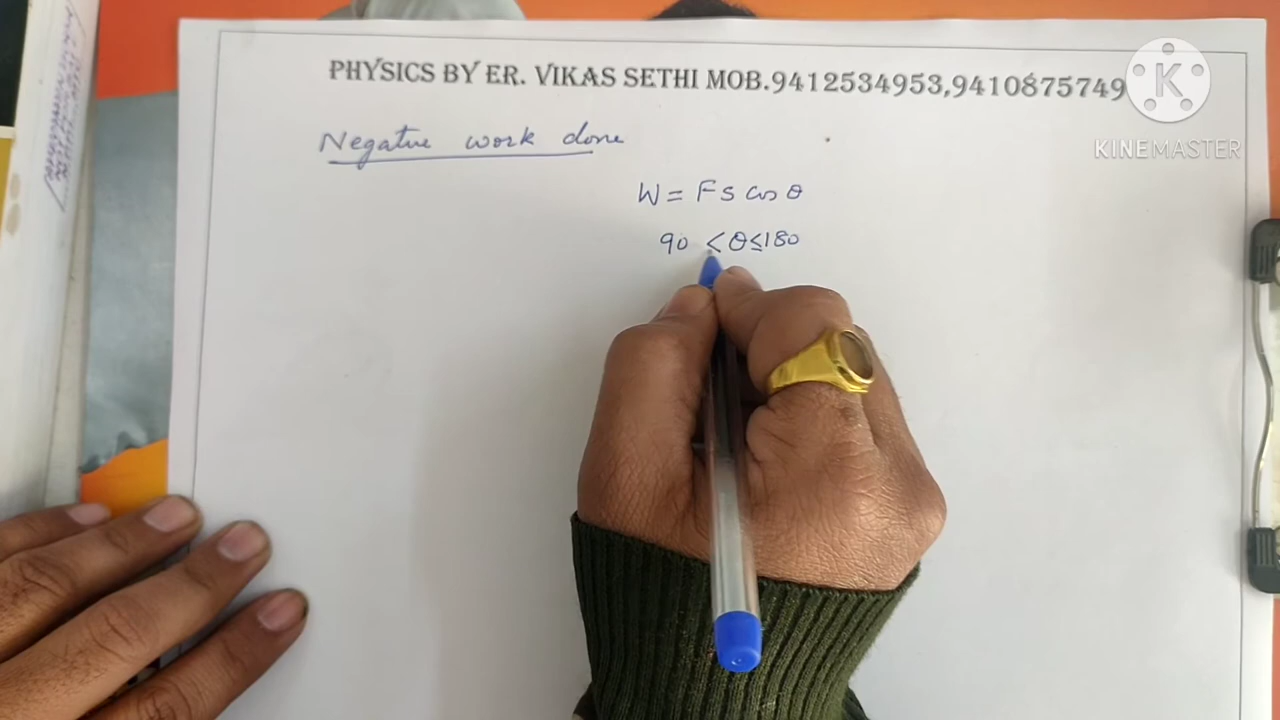 PHYSICS BY ER. VIKAS SETHI MOB.9412534953,9410875749
KINEMASTER
Negative work done
W = F s cos θ
90 < θ ≤ 180